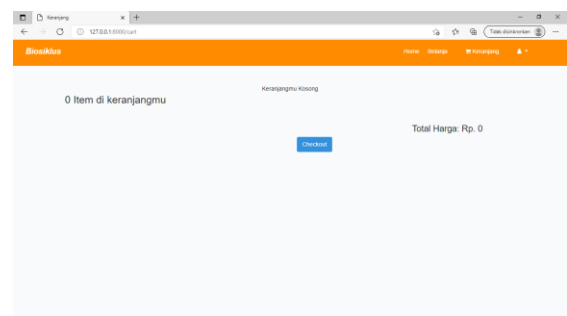 Keranjang
127.0.0.1:8000/cart
Tidak disinkronkan
Biosiklus
Home Belanja Keranjang
Keranjangmu Kosong
0 Item di keranjangmu
Total Harga: Rp. 0
Checkout